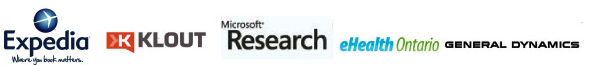 Expedia
Where you book matters.
KLOUT
Microsoft
Research
eHealth Ontario
GENERAL DYNAMICS